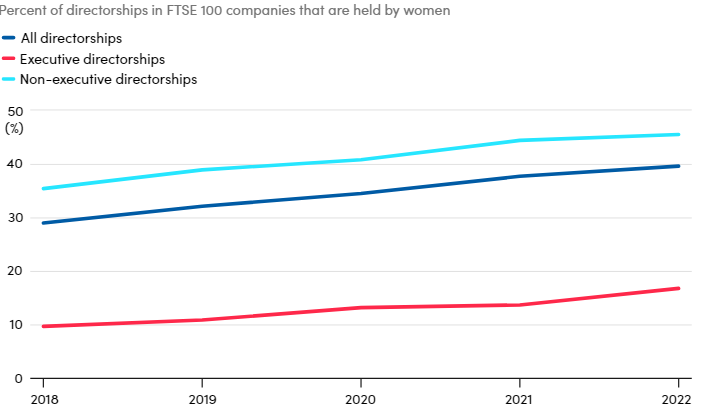 Percent of directorships in FTSE 100 companies that are held by women
All directorships
Executive directorships
Non-executive directorships
50
(%)
40
30
20
10
0
2018 2019 2020 2021 2022